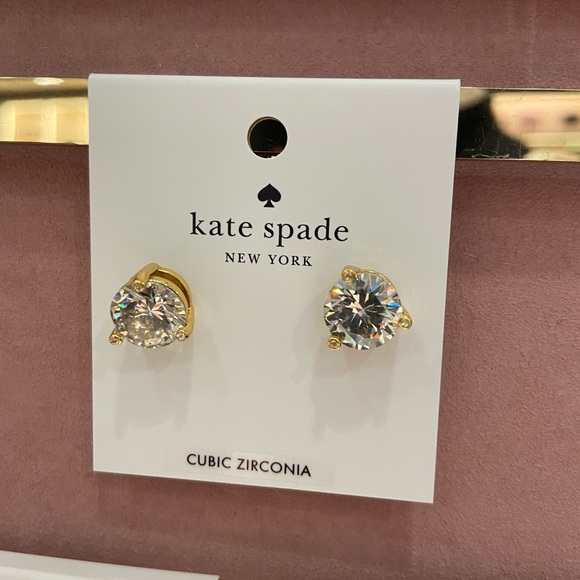 kate spade
NEW YORK
CUBIC ZIRCONIA